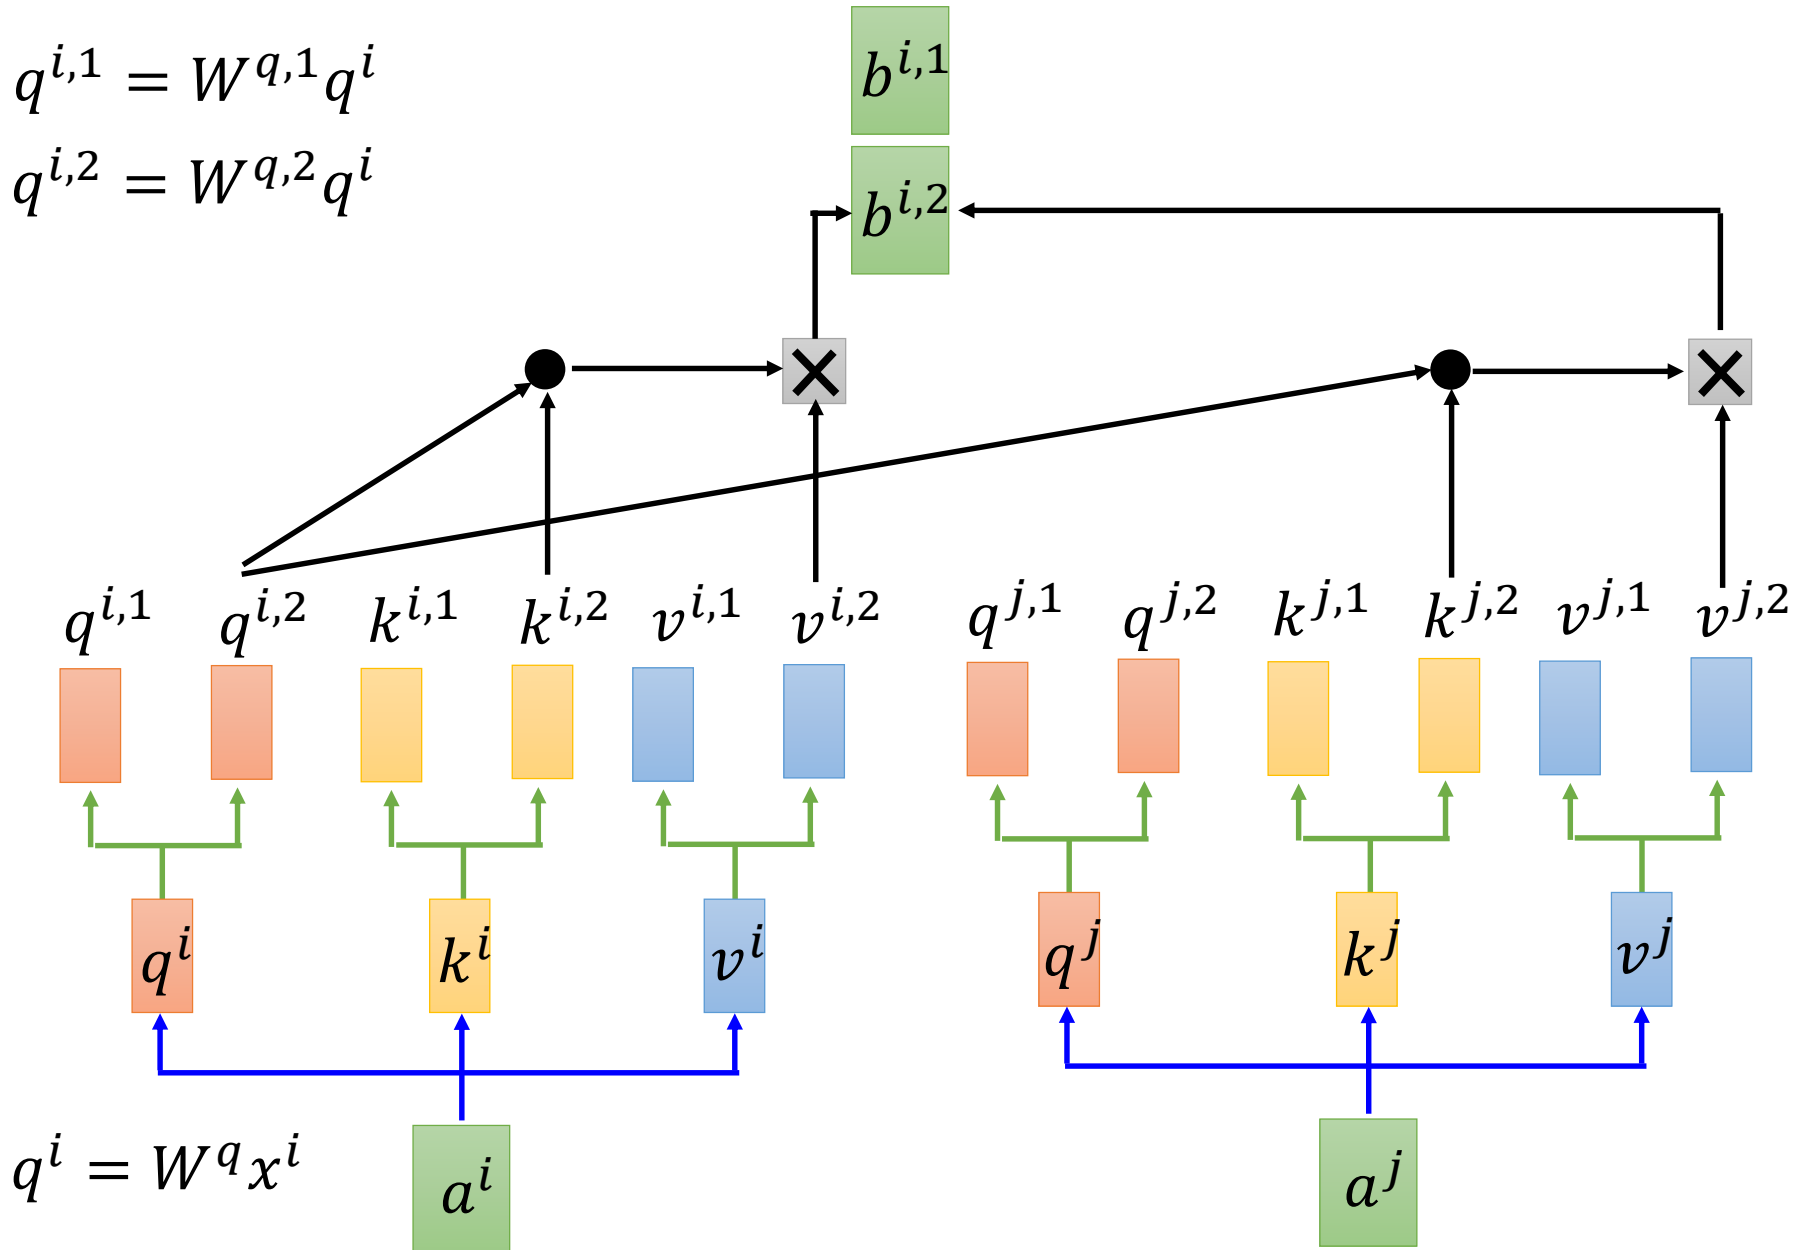 q^{i,1} = W^{q,1}q^{i}
q^{i,2} = W^{q,2}q^{i}
b^{i,1}
b^{i,2}
q^{i,1} q^{i,2} k^{i,1} k^{i,2} v^{i,1} v^{i,2} q^{j,1} q^{j,2} k^{j,1} k^{j,2} v^{j,1} v^{j,2}
q^{i} k^{i} v^{i} q^{j} k^{j} v^{j}
q^{i} = W^{q}x^{i}
a^{i} a^{j}